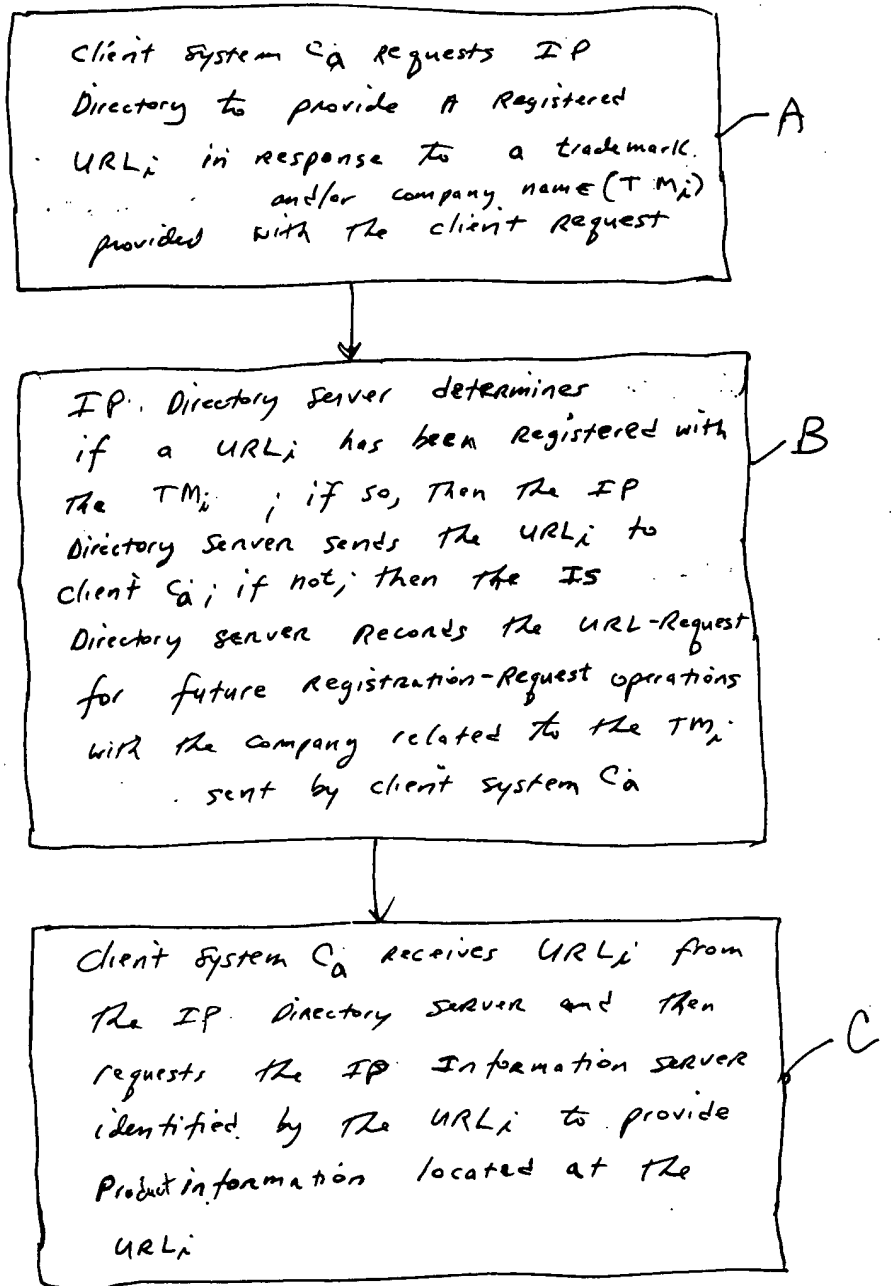 Client System Ca Requests IP
Directory to provide A Registered
URLi in response to a trademark
and/or company name (TMi)
provided with the client Request
A
IP Directory Server determines
if a URLi has been Registered with
the TMi ; if so, Then the IP
Directory Server sends the URLi to
Client Ca; if not, then the IS
Directory server Records the URL-Request
for future Registration-Request operations
with the company related to the TMi
sent by client system Ca
B
Client System Ca receives URLi from
the IP Directory Server and then
requests the IP Information Server
identified by the URLi to provide
Product information located at the
URLi
C